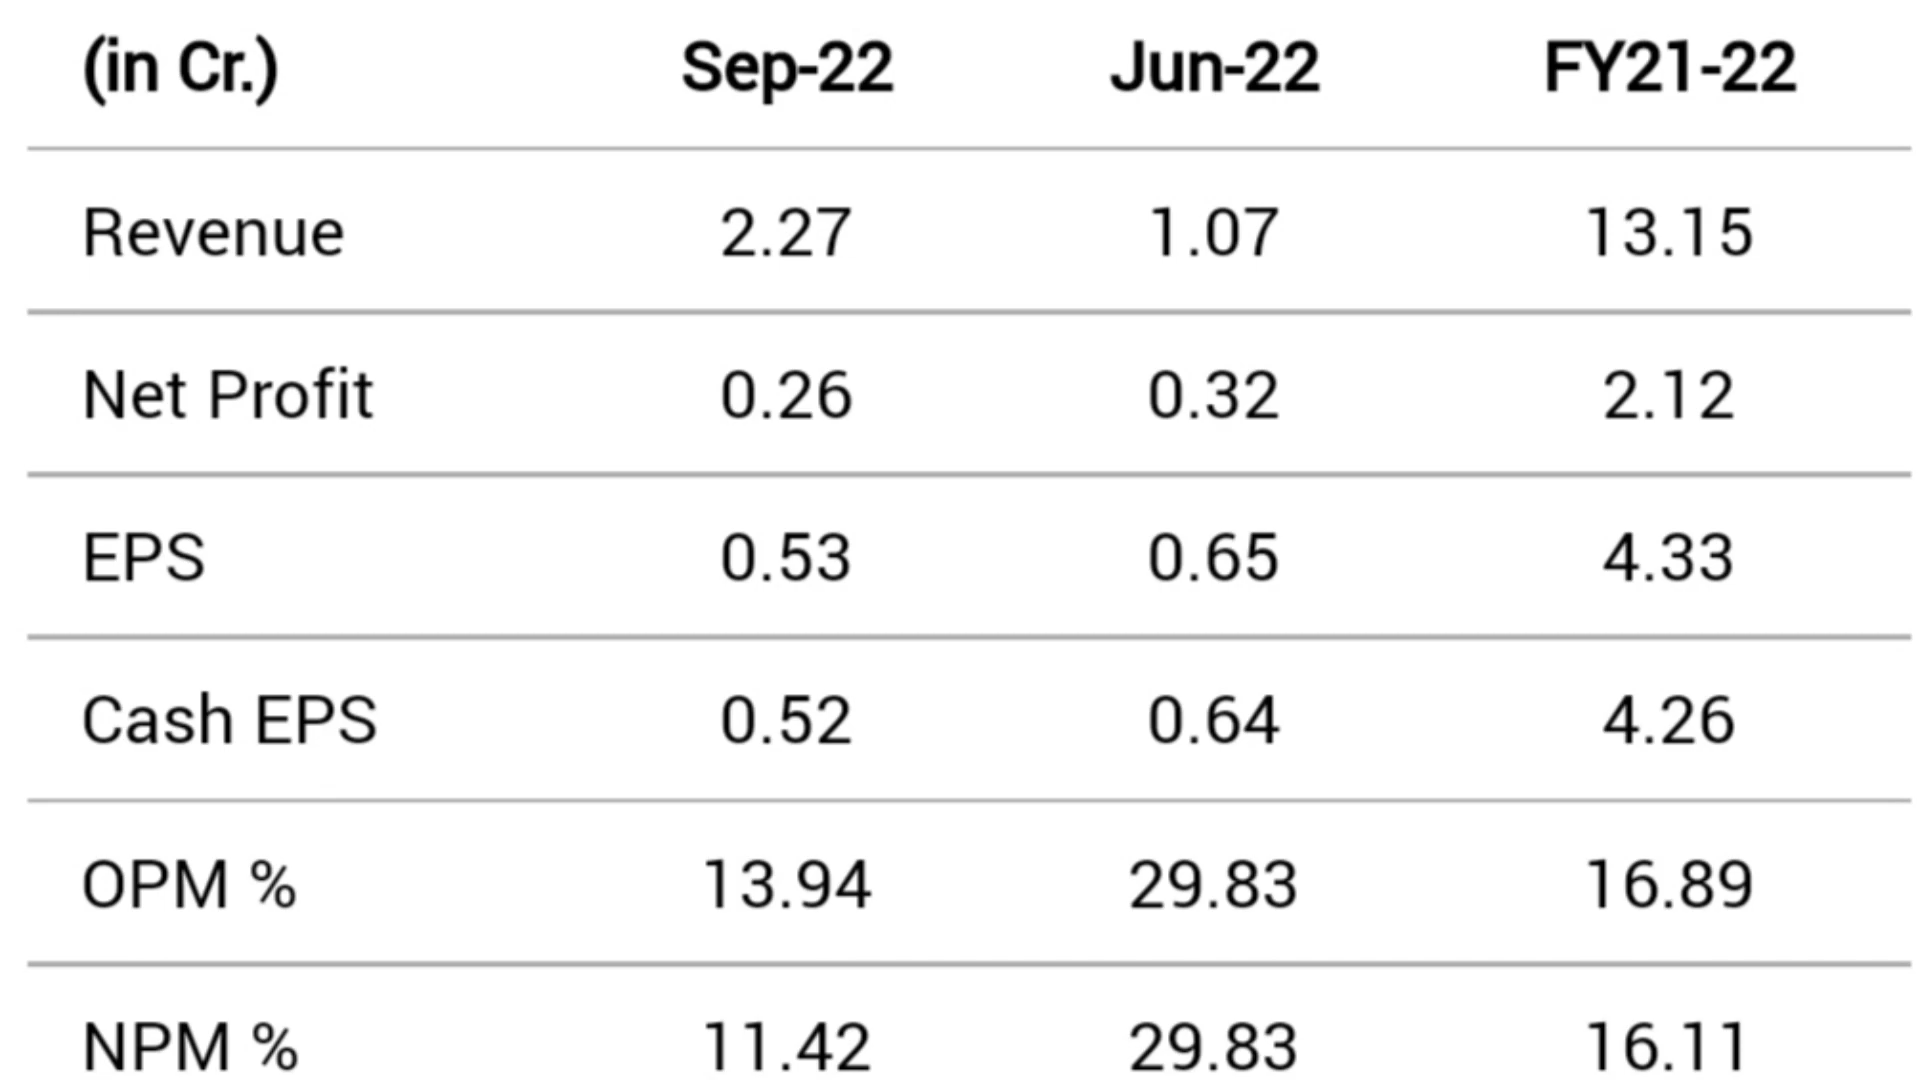 (in Cr.) Sep-22 Jun-22 FY21-22
Revenue 2.27 1.07 13.15
Net Profit 0.26 0.32 2.12
EPS 0.53 0.65 4.33
Cash EPS 0.52 0.64 4.26
OPM % 13.94 29.83 16.89
NPM % 11.42 29.83 16.11